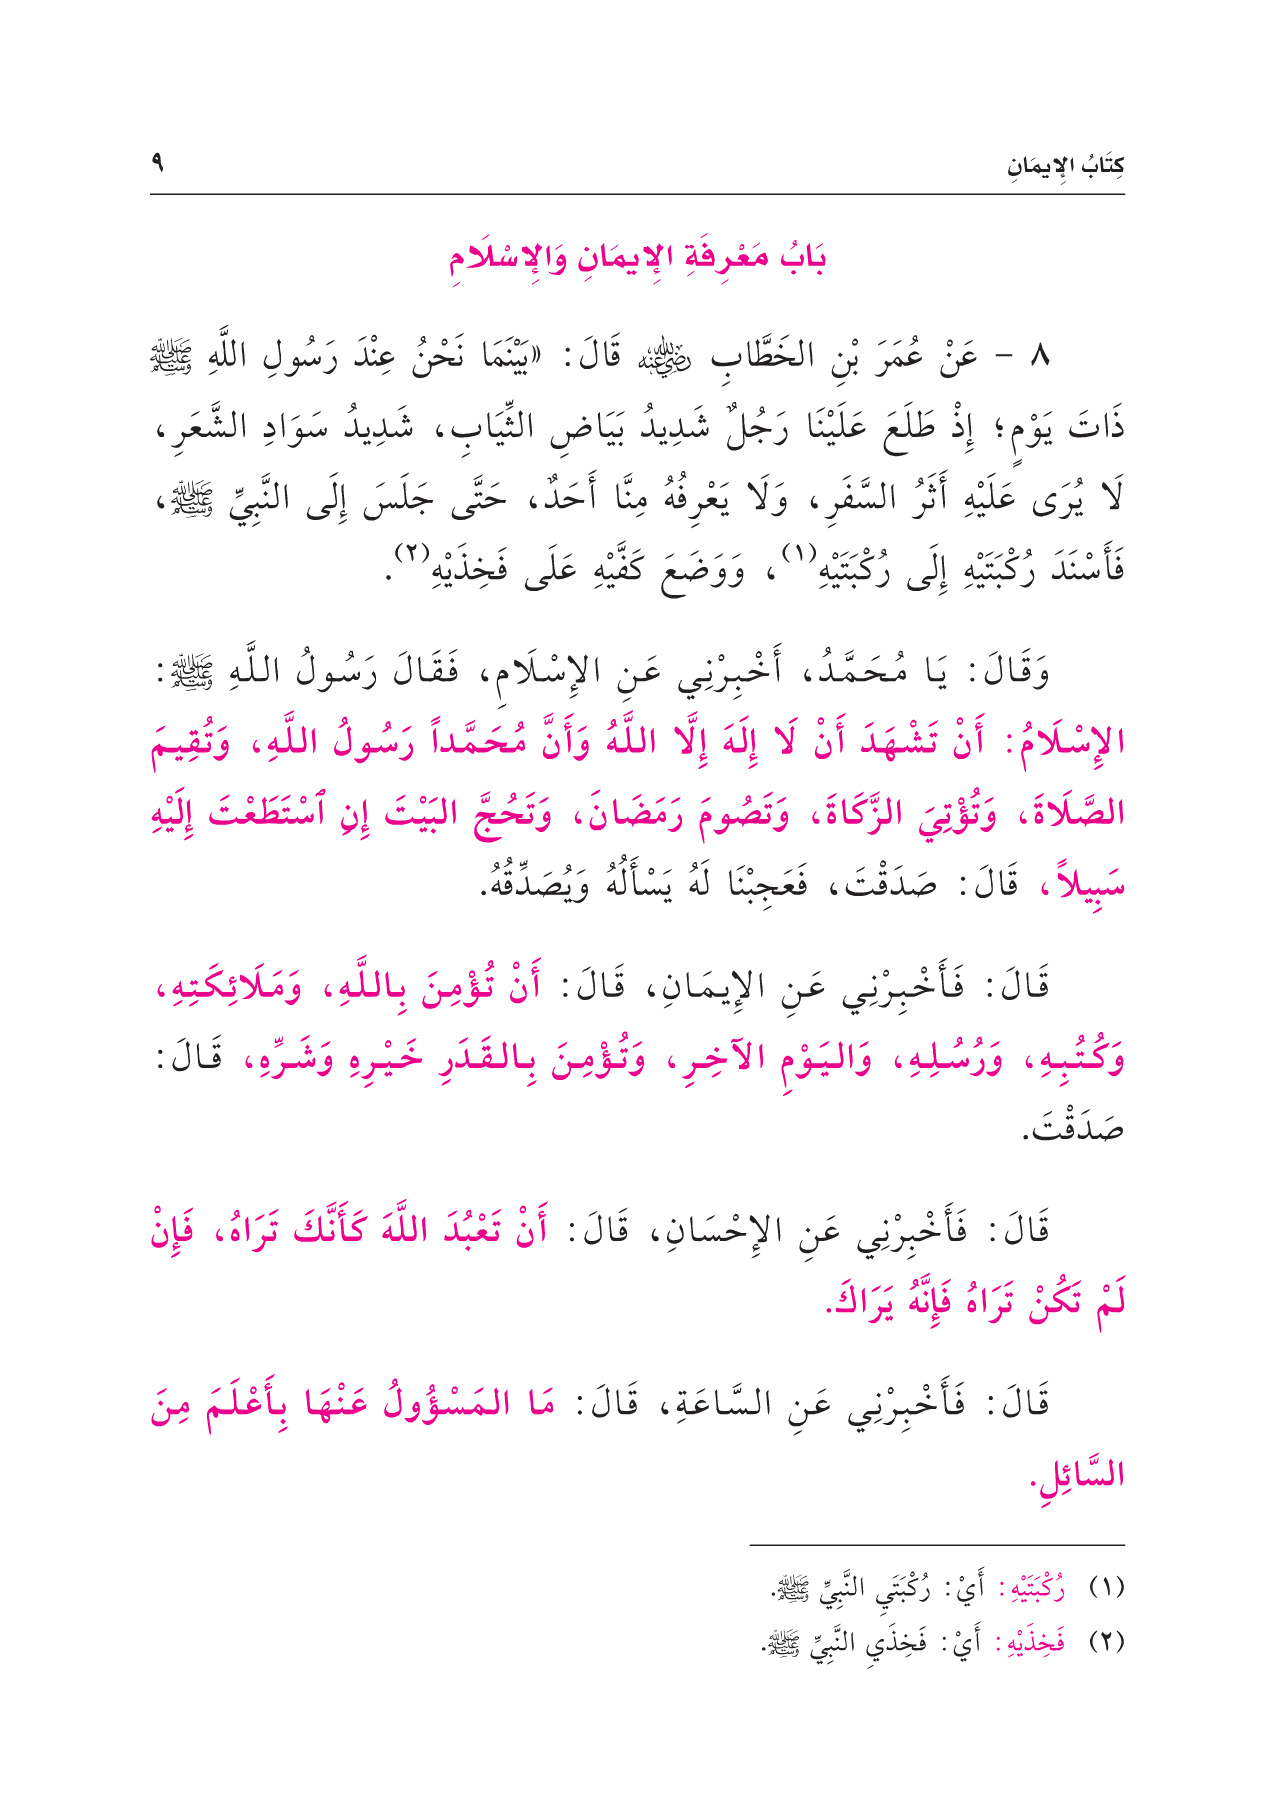 كِتَابُ الإِيمَانِ ٩
بَابُ مَعْرِفَةِ الإِيمَانِ وَالإِسْلَامِ
٨ - عَنْ عُمَرَ بْنِ الخَطَّابِ رضي الله عنه قَالَ: «بَيْنَمَا نَحْنُ عِنْدَ رَسُولِ اللَّهِ ﷺ
ذَاتَ يَوْمٍ؛ إِذْ طَلَعَ عَلَيْنَا رَجُلٌ شَدِيدُ بَيَاضِ الثِّيَابِ، شَدِيدُ سَوَادِ الشَّعَرِ،
لَا يُرَى عَلَيْهِ أَثَرُ السَّفَرِ، وَلَا يَعْرِفُهُ مِنَّا أَحَدٌ، حَتَّى جَلَسَ إِلَى النَّبِيِّ ﷺ،
فَأَسْنَدَ رُكْبَتَيْهِ إِلَى رُكْبَتَيْهِ(١)، وَوَضَعَ كَفَّيْهِ عَلَى فَخِذَيْهِ(٢).
وَقَالَ: يَا مُحَمَّدُ، أَخْبِرْنِي عَنِ الإِسْلَامِ، فَقَالَ رَسُولُ اللَّهِ ﷺ:
الإِسْلَامُ: أَنْ تَشْهَدَ أَنْ لَا إِلَهَ إِلَّا اللَّهُ وَأَنَّ مُحَمَّداً رَسُولُ اللَّهِ، وَتُقِيمَ
الصَّلَاةَ، وَتُؤْتِيَ الزَّكَاةَ، وَتَصُومَ رَمَضَانَ، وَتَحُجَّ البَيْتَ إِنِ ٱسْتَطَعْتَ إِلَيْهِ
سَبِيلاً، قَالَ: صَدَقْتَ، فَعَجِبْنَا لَهُ يَسْأَلُهُ وَيُصَدِّقُهُ.
قَالَ: فَأَخْبِرْنِي عَنِ الإِيمَانِ، قَالَ: أَنْ تُؤْمِنَ بِاللَّهِ، وَمَلَائِكَتِهِ،
وَكُتُبِهِ، وَرُسُلِهِ، وَاليَوْمِ الآخِرِ، وَتُؤْمِنَ بِالقَدَرِ خَيْرِهِ وَشَرِّهِ، قَالَ:
صَدَقْتَ.
قَالَ: فَأَخْبِرْنِي عَنِ الإِحْسَانِ، قَالَ: أَنْ تَعْبُدَ اللَّهَ كَأَنَّكَ تَرَاهُ، فَإِنْ
لَمْ تَكُنْ تَرَاهُ فَإِنَّهُ يَرَاكَ.
قَالَ: فَأَخْبِرْنِي عَنِ السَّاعَةِ، قَالَ: مَا المَسْؤُولُ عَنْهَا بِأَعْلَمَ مِنَ
السَّائِلِ.
(١) رُكْبَتَيْهِ: أَيْ: رُكْبَتَيِ النَّبِيِّ ﷺ.
(٢) فَخِذَيْهِ: أَيْ: فَخِذَيِ النَّبِيِّ ﷺ.